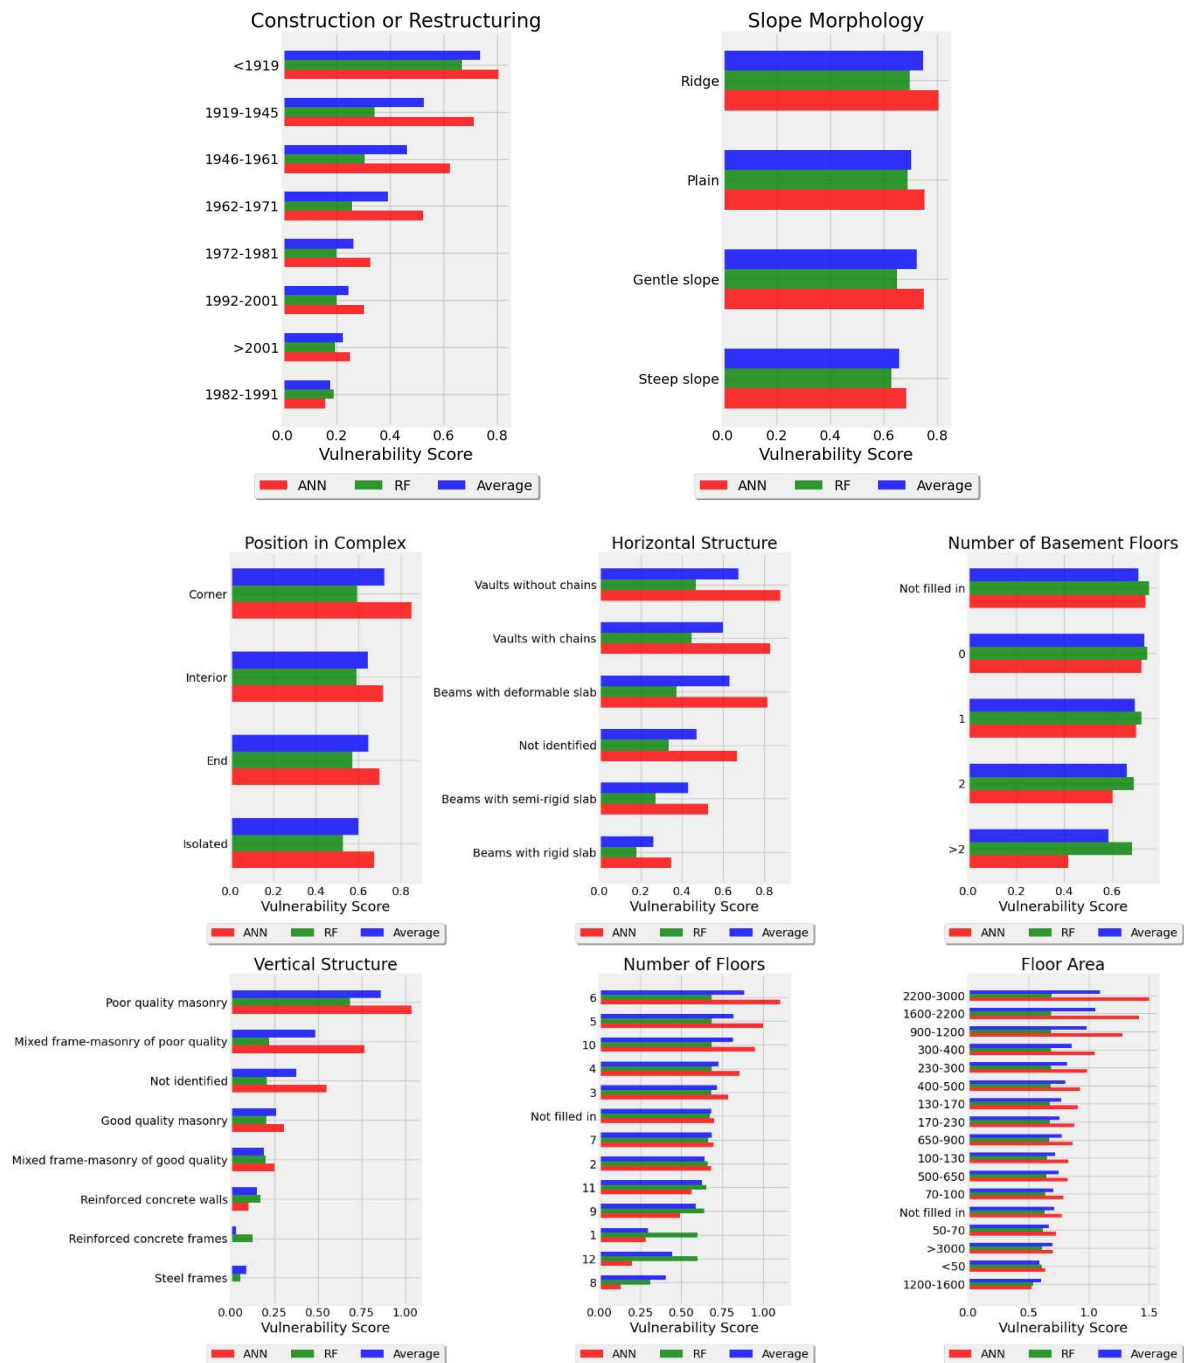 Construction or Restructuring
<1919
1919-1945
1946-1961
1962-1971
1972-1981
1992-2001
>2001
1982-1991
0.0 0.2 0.4 0.6 0.8
Vulnerability Score
ANN RF Average
Slope Morphology
Ridge
Plain
Gentle slope
Steep slope
0.0 0.2 0.4 0.6 0.8
Vulnerability Score
ANN RF Average
Position in Complex
Corner
Interior
End
Isolated
0.0 0.2 0.4 0.6 0.8
Vulnerability Score
ANN RF Average
Horizontal Structure
Vaults without chains
Vaults with chains
Beams with deformable slab
Not identified
Beams with semi-rigid slab
Beams with rigid slab
0.0 0.2 0.4 0.6 0.8
Vulnerability Score
ANN RF Average
Number of Basement Floors
Not filled in
0
1
2
>2
0.0 0.2 0.4 0.6
Vulnerability Score
ANN RF Average
Vertical Structure
Poor quality masonry
Mixed frame-masonry of poor quality
Not identified
Good quality masonry
Mixed frame-masonry of good quality
Reinforced concrete walls
Reinforced concrete frames
Steel frames
0.00 0.25 0.50 0.75 1.00
Vulnerability Score
ANN RF Average
Number of Floors
6
5
10
4
3
Not filled in
7
2
11
9
1
12
8
0.00 0.25 0.50 0.75 1.00
Vulnerability Score
ANN RF Average
Floor Area
2200-3000
1600-2200
900-1200
300-400
230-300
400-500
130-170
170-230
650-900
100-130
500-650
70-100
Not filled in
50-70
>3000
<50
1200-1600
0.0 0.5 1.0 1.5
Vulnerability Score
ANN RF Average